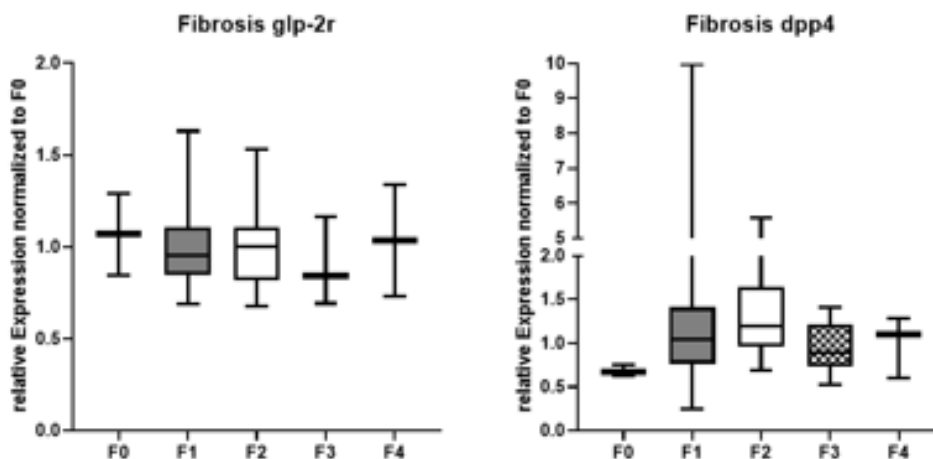 Fibrosis glp-2r
relative Expression normalized to F0
2.0
1.5
1.0
0.5
0.0
F0 F1 F2 F3 F4
Fibrosis dpp4
relative Expression normalized to F0
10
9
8
7
6
5
2.0
1.5
1.0
0.5
0.0
F0 F1 F2 F3 F4